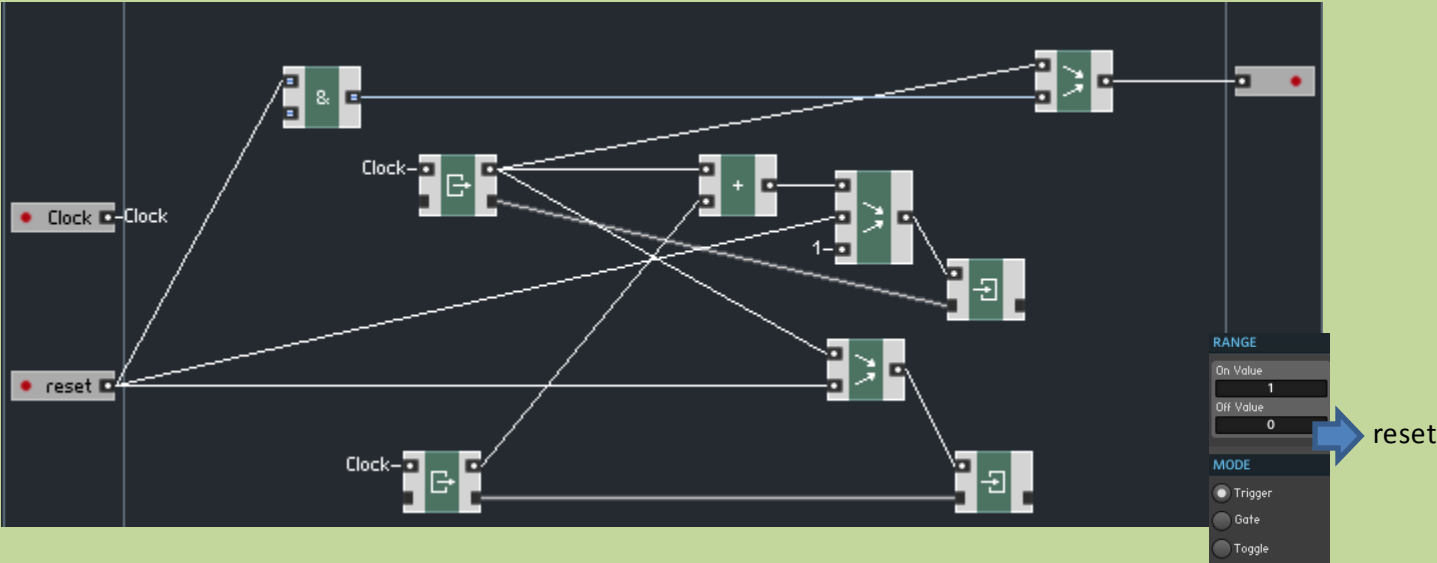 &
Clock
+
Clock
Clock
1
RANGE
On Value
1
reset
Off Value
0
reset
Clock
MODE
Trigger
Gate
Toggle